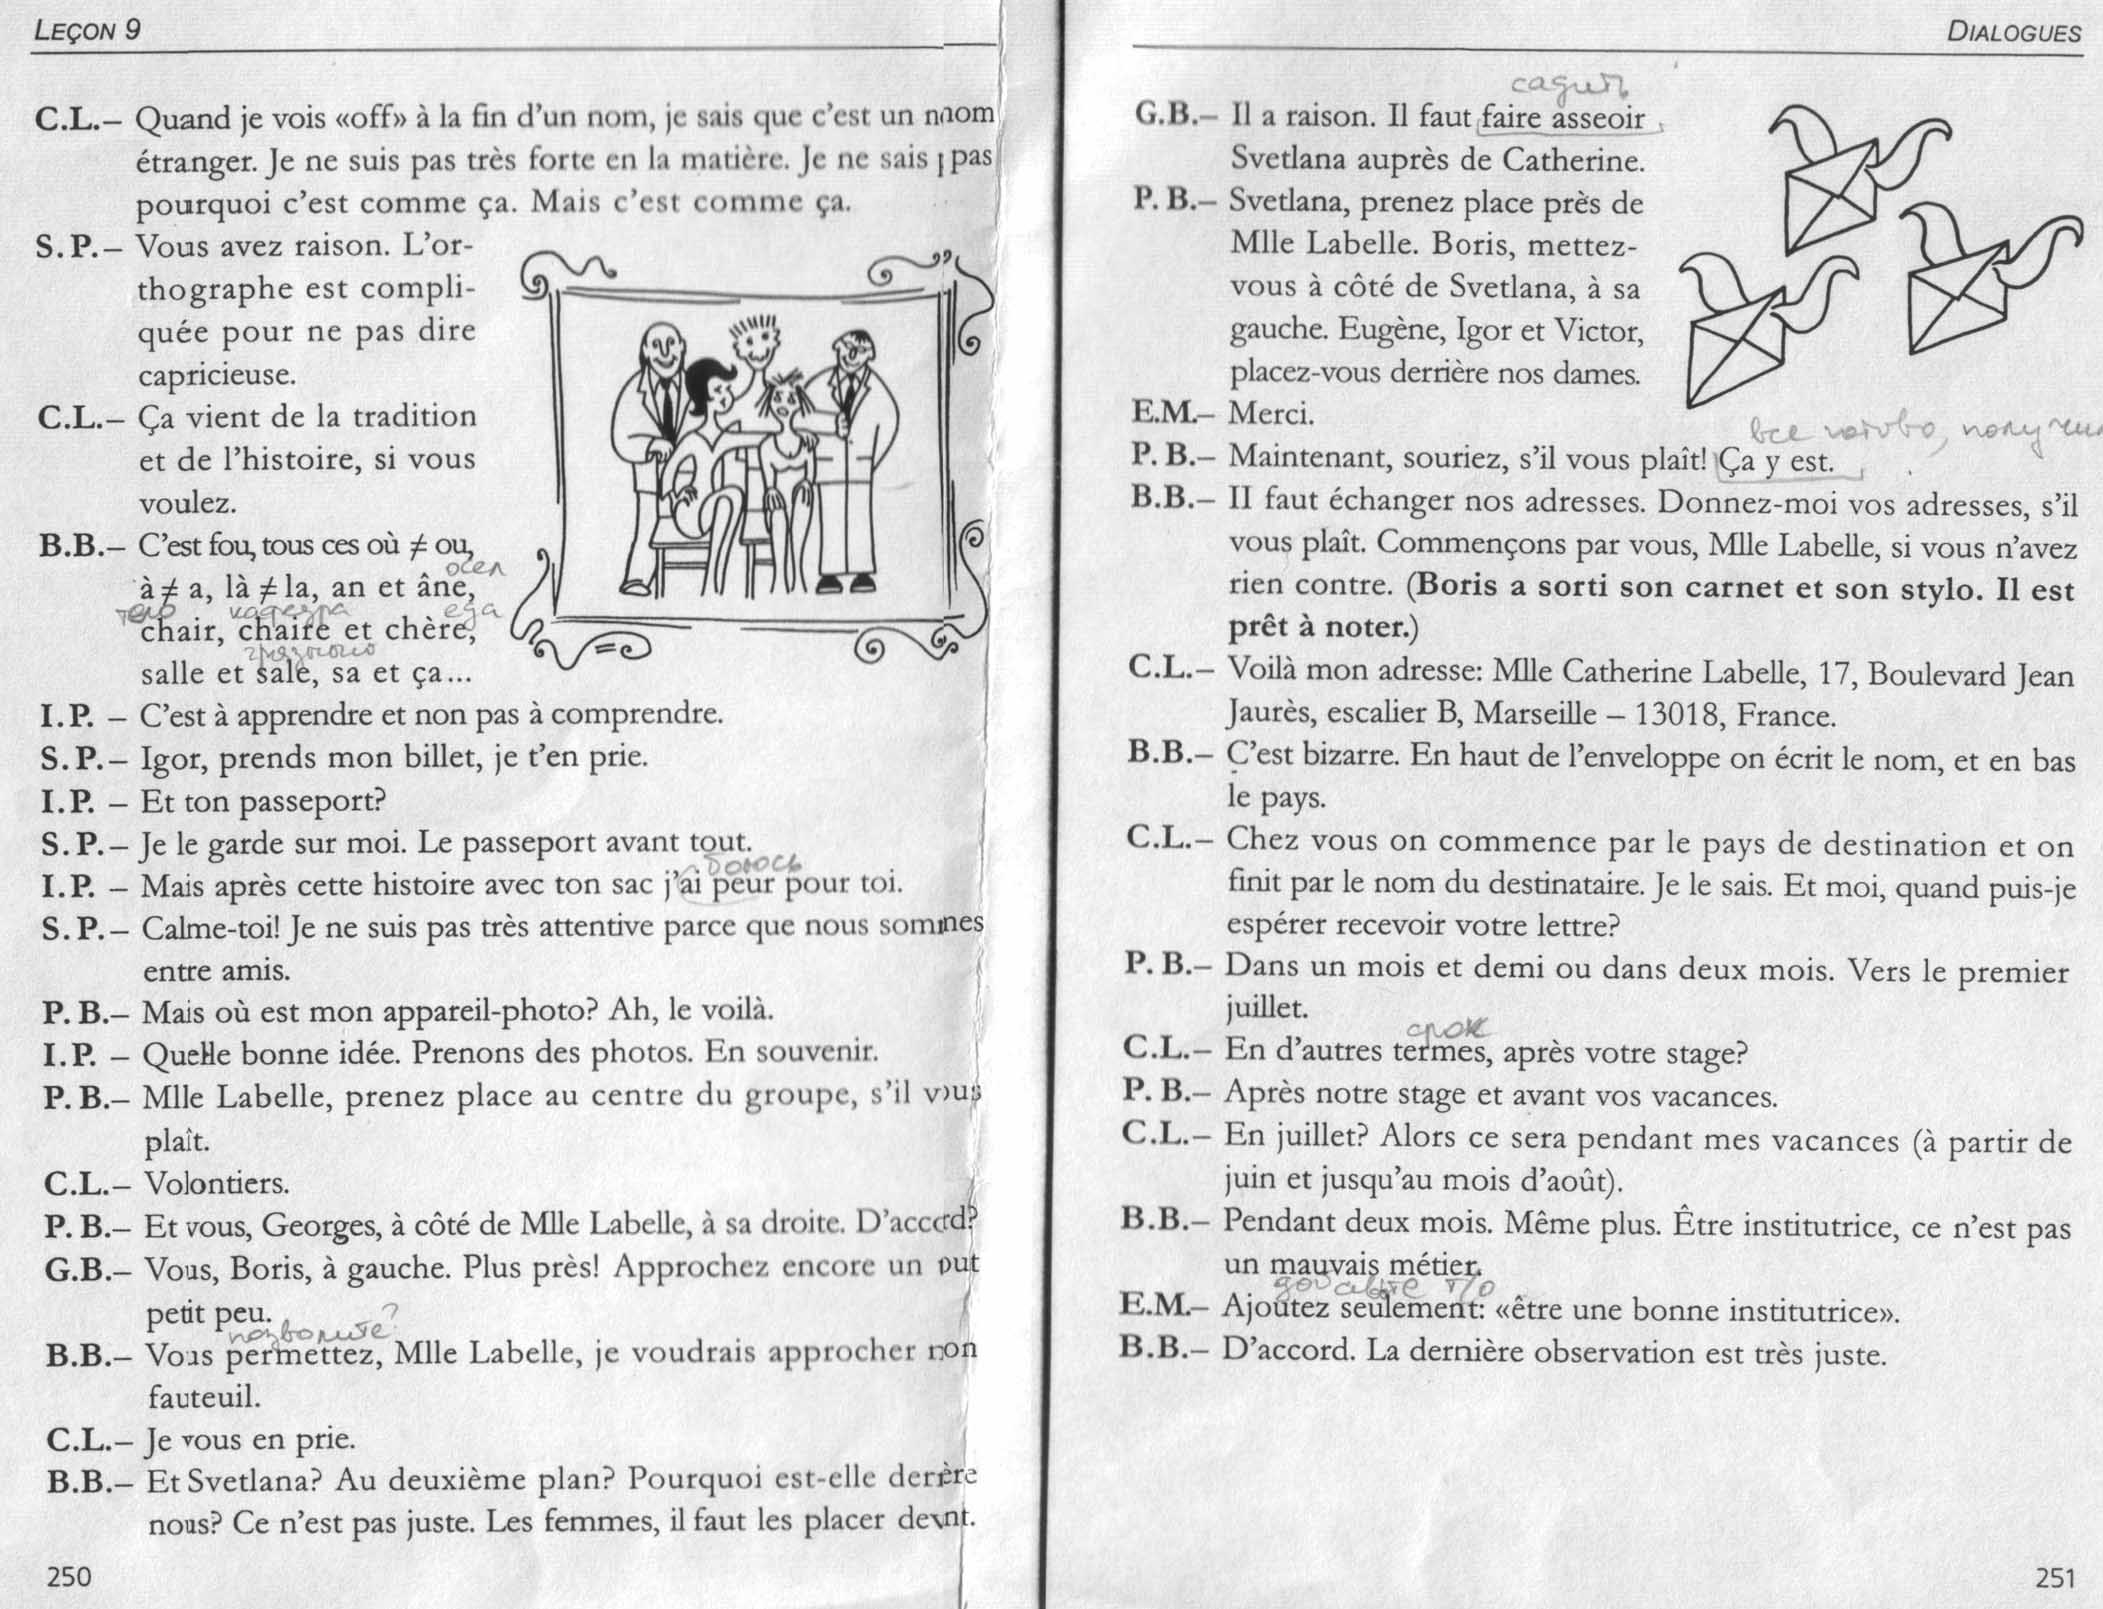 LEÇON 9
C.L.– Quand je vois «off» à la fin d'un nom, je sais que c'est un nom
étranger. Je ne suis pas très forte en la matière. Je ne sais pas
pourquoi c'est comme ça. Mais c'est comme ça.
S.P.– Vous avez raison. L'or-
thographe est compli-
quée pour ne pas dire
capricieuse.
C.L.– Ça vient de la tradition
et de l'histoire, si vous
voulez.
B.B.– C'est fou, tous ces où ≠ ou,
осел
à ≠ a, là ≠ la, an et âne,
тело кафедра еда
chair, chaire et chère,
salle et sale, sa et ça...
I.P. – C'est à apprendre et non pas à comprendre.
S.P.– Igor, prends mon billet, je t'en prie.
I.P. – Et ton passeport?
S.P.– Je le garde sur moi. Le passeport avant tout.
боюсь
I.P. – Mais après cette histoire avec ton sac j'ai peur pour toi.
S.P.– Calme-toi! Je ne suis pas très attentive parce que nous sommes
entre amis.
P. B.– Mais où est mon appareil-photo? Ah, le voilà.
I.P. – Quelle bonne idée. Prenons des photos. En souvenir.
P. B.– Mlle Labelle, prenez place au centre du groupe, s'il vous
plaît.
C.L.– Volontiers.
P. B.– Et vous, Georges, à côté de Mlle Labelle, à sa droite. D'accord?
G.B.– Vous, Boris, à gauche. Plus près! Approchez encore un
petit peu.
позволите?
B.B.– Vous permettez, Mlle Labelle, je voudrais approcher mon
fauteuil.
C.L.– Je vous en prie.
B.B.– Et Svetlana? Au deuxième plan? Pourquoi est-elle derrière
nous? Ce n'est pas juste. Les femmes, il faut les placer devant.
250
DIALOGUES
садить
G.B.– Il a raison. Il faut faire asseoir
Svetlana auprès de Catherine.
P. B.– Svetlana, prenez place près de
Mlle Labelle. Boris, mettez-
vous à côté de Svetlana, à sa
gauche. Eugène, Igor et Victor,
placez-vous derrière nos dames.
E.M.– Merci.
все готово
P. B.– Maintenant, souriez, s'il vous plaît! Ça y est.
B.B.– Il faut échanger nos adresses. Donnez-moi vos adresses, s'il
vous plaît. Commençons par vous, Mlle Labelle, si vous n'avez
rien contre. (Boris a sorti son carnet et son stylo. Il est
prêt à noter.)
C.L.– Voilà mon adresse: Mlle Catherine Labelle, 17, Boulevard Jean
Jaurès, escalier B, Marseille – 13018, France.
B.B.– C'est bizarre. En haut de l'enveloppe on écrit le nom, et en bas
le pays.
C.L.– Chez vous on commence par le pays de destination et on
finit par le nom du destinataire. Je le sais. Et moi, quand puis-je
espérer recevoir votre lettre?
P. B.– Dans un mois et demi ou dans deux mois. Vers le premier
juillet.
срок
C.L.– En d'autres termes, après votre stage?
P. B.– Après notre stage et avant vos vacances.
C.L.– En juillet? Alors ce sera pendant mes vacances (à partir de
juin et jusqu'au mois d'août).
B.B.– Pendant deux mois. Même plus. Être institutrice, ce n'est pas
un mauvais métier.
E.M.– Ajoutez seulement: «être une bonne institutrice».
B.B.– D'accord. La dernière observation est très juste.
251